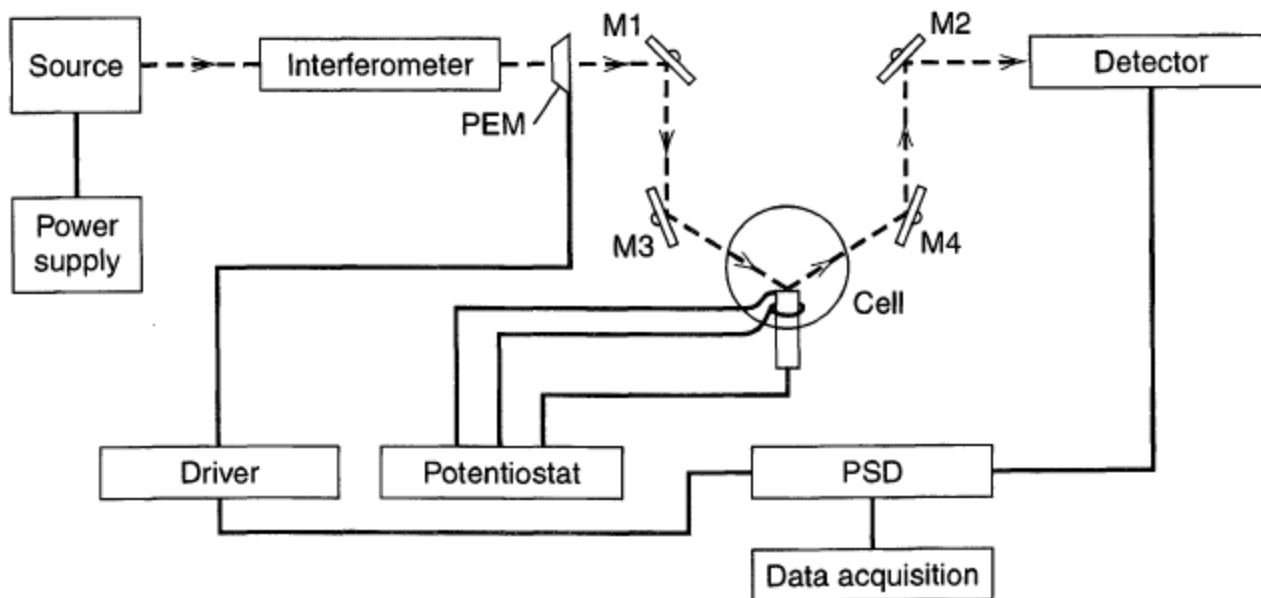 M1
M2
Source
Interferometer
Detector
PEM
Power
supply
M3
M4
Cell
Driver
Potentiostat
PSD
Data acquisition